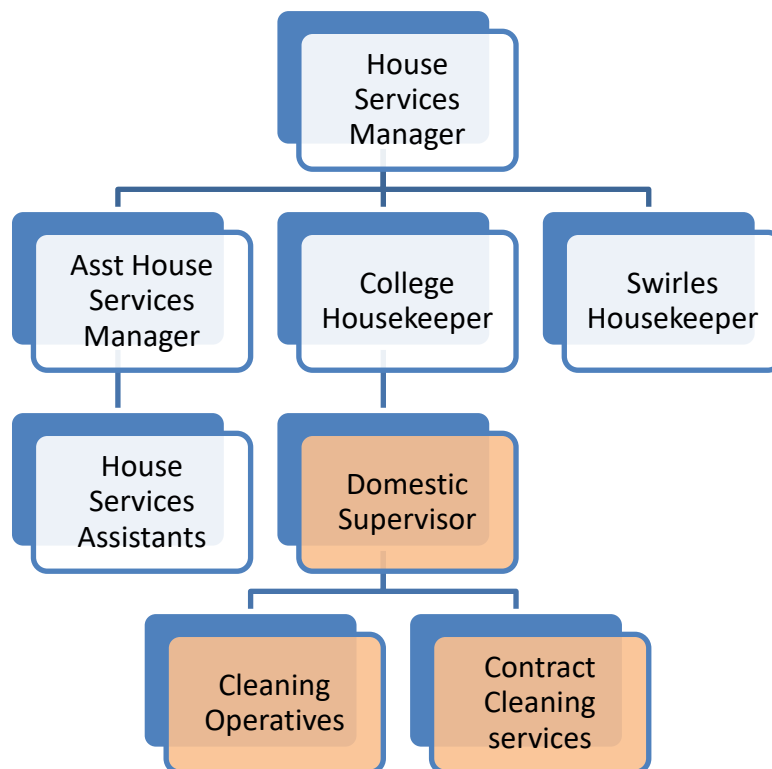 House
Services
Manager
Asst House
Services
Manager
College
Housekeeper
Swirles
Housekeeper
House
Services
Assistants
Domestic
Supervisor
Cleaning
Operatives
Contract
Cleaning
services